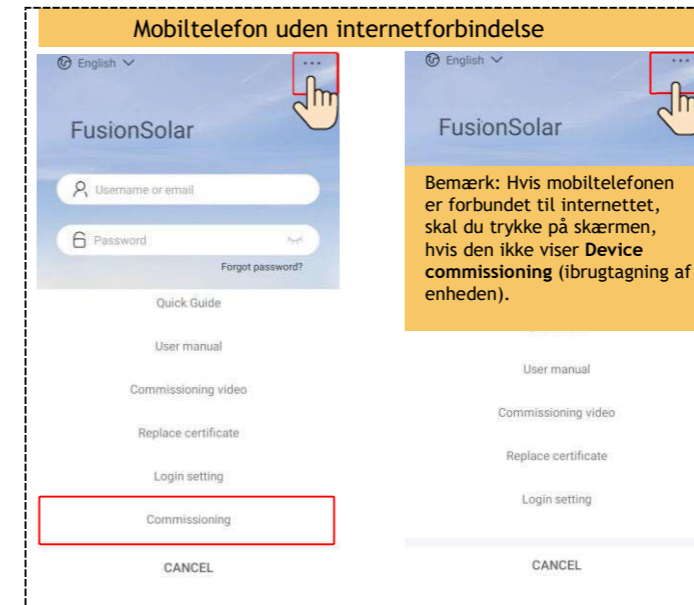 Mobiltelefon uden internetforbindelse
English
FusionSolar
Username or email
Password
Forgot password?
Quick Guide
User manual
Commissioning video
Replace certificate
Login setting
Commissioning
CANCEL
English
FusionSolar
Bemærk: Hvis mobiltelefonen
er forbundet til internettet,
skal du trykke på skærmen,
hvis den ikke viser Device
commissioning (ibrugtagning af
enheden).
User manual
Commissioning video
Replace certificate
Login setting
CANCEL